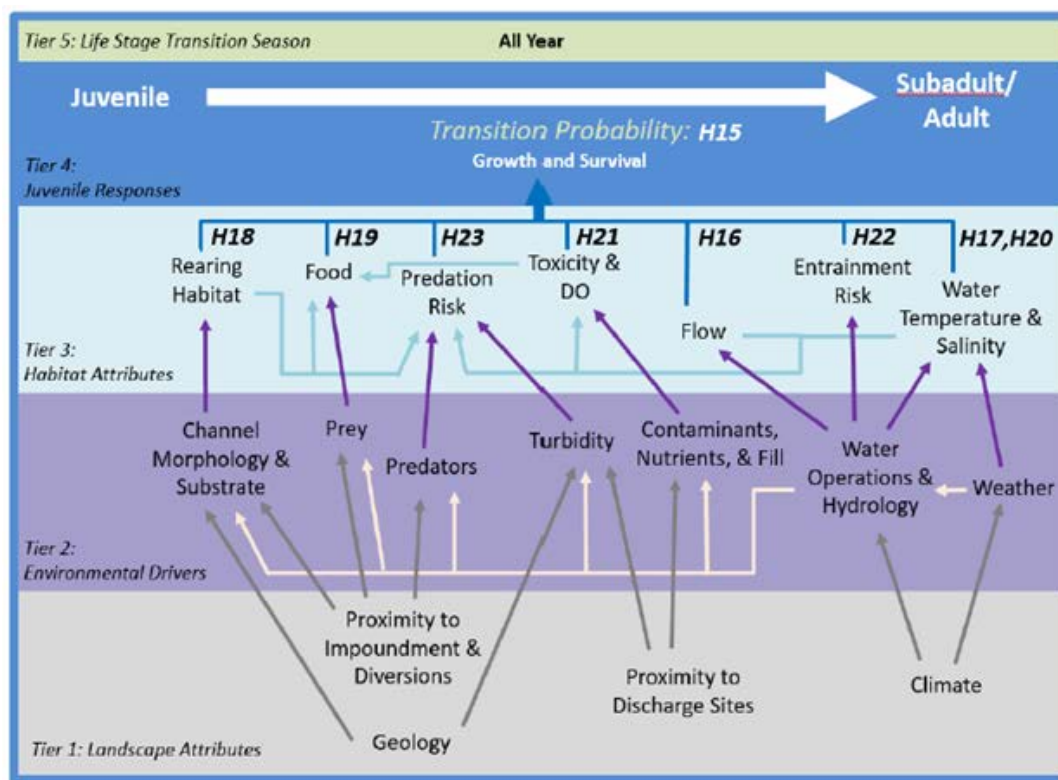 Tier 5: Life Stage Transition Season
All Year
Juvenile
Subadult/
Adult
Transition Probability: H15
Growth and Survival
Tier 4:
Juvenile Responses
H18
H19
H23
H21
H16
H22
H17,H20
Rearing
Habitat
Food
Predation
Risk
Toxicity &
DO
Flow
Entrainment
Risk
Water
Temperature &
Salinity
Tier 3:
Habitat Attributes
Channel
Morphology &
Substrate
Prey
Predators
Turbidity
Contaminants,
Nutrients, & Fill
Water
Operations &
Hydrology
Weather
Tier 2:
Environmental Drivers
Proximity to
Impoundment &
Diversions
Proximity to
Discharge Sites
Climate
Geology
Tier 1: Landscape Attributes